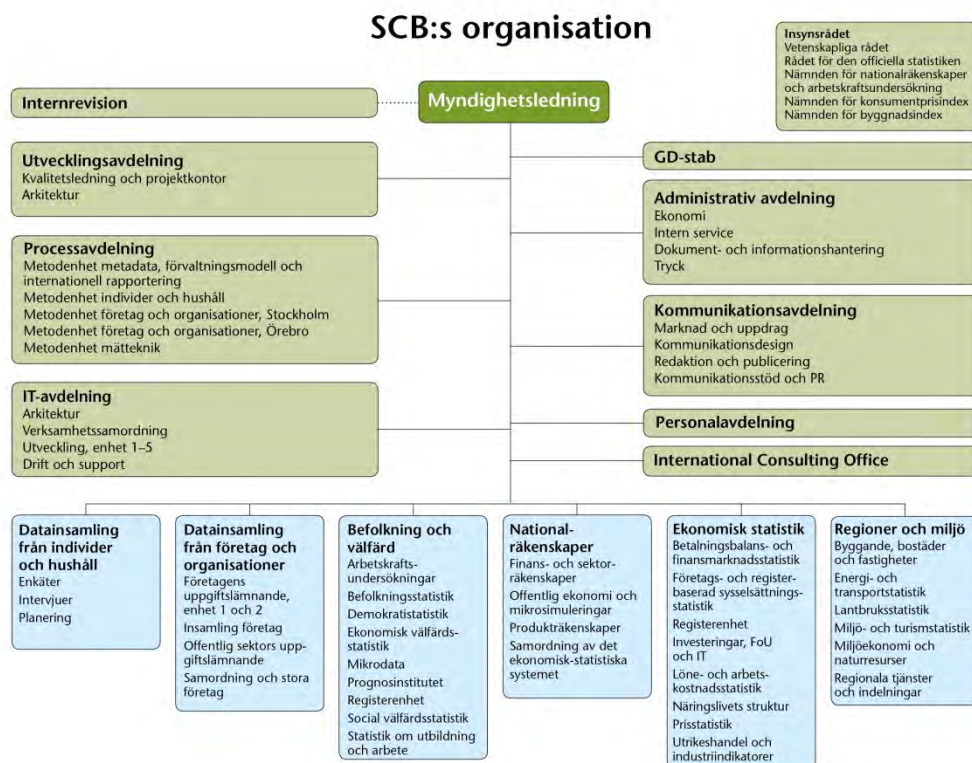 SCB:s organisation
Insynsrådet
Vetenskapliga rådet
Rådet för den officiella statistiken
Nämnden för nationalräkenskaper
och arbetskraftsundersökning
Nämnden för konsumentprisindex
Nämnden för byggnadsindex
Myndighetsledning
Internrevision
Utvecklingsavdelning
Kvalitetsledning och projektkontor
Arkitektur
Processavdelning
Metodenhet metadata, förvaltningsmodell och
internationell rapportering
Metodenhet individer och hushåll
Metodenhet företag och organisationer, Stockholm
Metodenhet företag och organisationer, Örebro
Metodenhet mätteknik
IT-avdelning
Arkitektur
Verksamhetssamordning
Utveckling, enhet 1–5
Drift och support
GD-stab
Administrativ avdelning
Ekonomi
Intern service
Dokument- och informationshantering
Tryck
Kommunikationsavdelning
Marknad och uppdrag
Kommunikationsdesign
Redaktion och publicering
Kommunikationsstöd och PR
Personalavdelning
International Consulting Office
Datainsamling
från individer
och hushåll
Enkäter
Intervjuer
Planering
Datainsamling
från företag och
organisationer
Företagens
uppgiftslämnande,
enhet 1 och 2
Insamling företag
Offentlig sektors upp-
giftslämnande
Samordning och stora
företag
Befolkning och
välfärd
Arbetskrafts-
undersökningar
Befolkningsstatistik
Demokratistatistik
Ekonomisk välfärds-
statistik
Mikrodata
Prognosinstitutet
Registerenhet
Social välfärdsstatistik
Statistik om utbildning
och arbete
National-
räkenskaper
Finans- och sektor-
räkenskaper
Offentlig ekonomi och
mikrosimuleringar
Produkträkenskaper
Samordning av det
ekonomisk-statistiska
systemet
Ekonomisk statistik
Betalningsbalans- och
finansmarknadsstatistik
Företags- och register-
baserad sysselsättnings-
statistik
Registerenhet
Investeringar, FoU
och IT
Löne- och arbets-
kostnadsstatistik
Näringslivets struktur
Prisstatistik
Utrikeshandel och
industriindikatorer
Regioner och miljö
Byggande, bostäder
och fastigheter
Energi- och
transportstatistik
Lantbruksstatistik
Miljö- och turismstatistik
Miljöekonomi och
naturresurser
Regionala tjänster
och indelningar